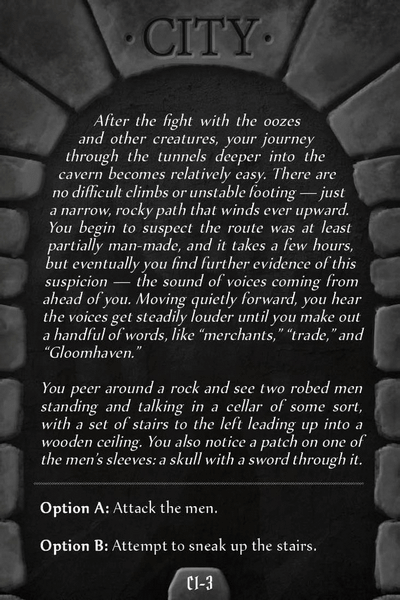 · CITY ·
After the fight with the oozes
and other creatures, your journey
through the tunnels deeper into the
cavern becomes relatively easy. There are
no difficult climbs or unstable footing — just
a narrow, rocky path that winds ever upward.
You begin to suspect the route was at least
partially man-made, and it takes a few hours,
but eventually you find further evidence of this
suspicion — the sound of voices coming from
ahead of you. Moving quietly forward, you hear
the voices get steadily louder until you make out
a handful of words, like “merchants,” “trade,” and
“Gloomhaven.”
You peer around a rock and see two robed men
standing and talking in a cellar of some sort,
with a set of stairs to the left leading up into a
wooden ceiling. You also notice a patch on one of
the men’s sleeves: a skull with a sword through it.
Option A: Attack the men.
Option B: Attempt to sneak up the stairs.
C1-3